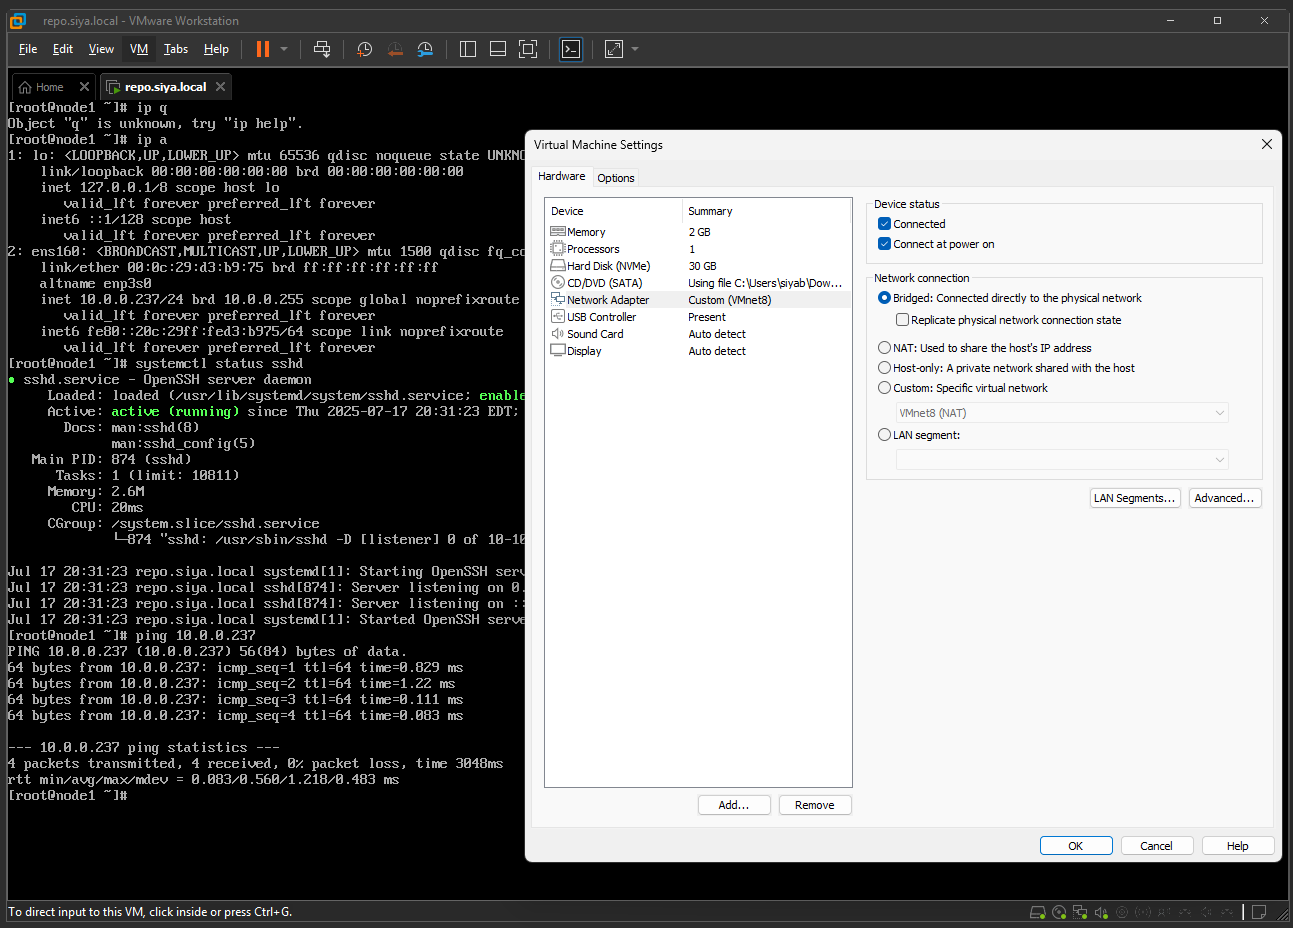 repo.siya.local - VMware Workstation
File Edit View VM Tabs Help
Home
repo.siya.local
[root@node1 ~]# ip q
Object "q" is unknown, try "ip help".
[root@node1 ~]# ip a
1: lo: <LOOPBACK,UP,LOWER_UP> mtu 65536 qdisc noqueue state UNKNO
link/loopback 00:00:00:00:00:00 brd 00:00:00:00:00:00
inet 127.0.0.1/8 scope host lo
valid_lft forever preferred_lft forever
inet6 ::1/128 scope host
valid_lft forever preferred_lft forever
2: ens160: <BROADCAST,MULTICAST,UP,LOWER_UP> mtu 1500 qdisc fq_co
link/ether 00:0c:29:d3:b9:75 brd ff:ff:ff:ff:ff:ff
altname enp3s0
inet 10.0.0.237/24 brd 10.0.0.255 scope global noprefixroute
valid_lft forever preferred_lft forever
inet6 fe80::20c:29ff:fed3:b975/64 scope link noprefixroute
valid_lft forever preferred_lft forever
[root@node1 ~]# systemctl status sshd
● sshd.service - OpenSSH server daemon
Loaded: loaded (/usr/lib/systemd/system/sshd.service; enable
Active: active (running) since Thu 2025-07-17 20:31:23 EDT;
Docs: man:sshd(8)
man:sshd_config(5)
Main PID: 874 (sshd)
Tasks: 1 (limit: 10811)
Memory: 2.6M
CPU: 20ms
CGroup: /system.slice/sshd.service
└─874 "sshd: /usr/sbin/sshd -D [listener] 0 of 10-10
Jul 17 20:31:23 repo.siya.local systemd[1]: Starting OpenSSH serv
Jul 17 20:31:23 repo.siya.local sshd[874]: Server listening on 0.
Jul 17 20:31:23 repo.siya.local sshd[874]: Server listening on ::
Jul 17 20:31:23 repo.siya.local systemd[1]: Started OpenSSH serve
[root@node1 ~]# ping 10.0.0.237
PING 10.0.0.237 (10.0.0.237) 56(84) bytes of data.
64 bytes from 10.0.0.237: icmp_seq=1 ttl=64 time=0.829 ms
64 bytes from 10.0.0.237: icmp_seq=2 ttl=64 time=1.22 ms
64 bytes from 10.0.0.237: icmp_seq=3 ttl=64 time=0.111 ms
64 bytes from 10.0.0.237: icmp_seq=4 ttl=64 time=0.083 ms
--- 10.0.0.237 ping statistics ---
4 packets transmitted, 4 received, 0% packet loss, time 3048ms
rtt min/avg/max/mdev = 0.083/0.560/1.218/0.483 ms
[root@node1 ~]#
Virtual Machine Settings
Hardware Options
Device Summary
Memory 2 GB
Processors 1
Hard Disk (NVMe) 30 GB
CD/DVD (SATA) Using file C:\Users\siyab\Dow...
Network Adapter Custom (VMnet8)
USB Controller Present
Sound Card Auto detect
Display Auto detect
Add... Remove
Device status
Connected
Connect at power on
Network connection
Bridged: Connected directly to the physical network
Replicate physical network connection state
NAT: Used to share the host's IP address
Host-only: A private network shared with the host
Custom: Specific virtual network
VMnet8 (NAT)
LAN segment:
LAN Segments... Advanced...
OK Cancel Help
To direct input to this VM, click inside or press Ctrl+G.